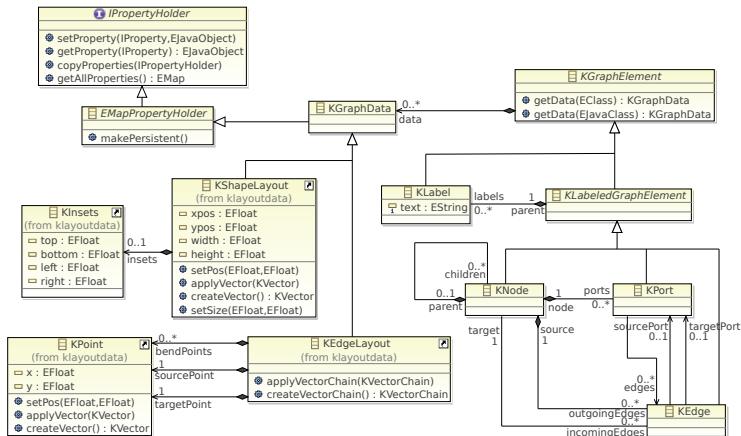 IPropertyHolder
setProperty(IProperty,EJavaObject)
getProperty(IProperty) : EJavaObject
copyProperties(IPropertyHolder)
getAllProperties() : EMap
EMapPropertyHolder
makePersistent()
KGraphData
0..*
data
KGraphElement
getData(EClass) : KGraphData
getData(EJavaClass) : KGraphData
KLabel
text : EString
labels
0..*
1
parent
KLabeledGraphElement
KShapeLayout
(from klayoutdata)
xpos : EFloat
ypos : EFloat
width : EFloat
height : EFloat
setPos(EFloat,EFloat)
applyVector(KVector)
createVector() : KVector
setSize(EFloat,EFloat)
KInsets
(from klayoutdata)
top : EFloat
bottom : EFloat
left : EFloat
right : EFloat
0..1
insets
0..*
children
0..1
parent
KNode
1
node
ports
0..*
KPort
target
1
source
1
sourcePort
0..1
targetPort
0..1
KPoint
(from klayoutdata)
x : EFloat
y : EFloat
setPos(EFloat,EFloat)
applyVector(KVector)
createVector() : KVector
0..*
bendPoints
1
sourcePoint
1
targetPoint
KEdgeLayout
(from klayoutdata)
applyVectorChain(KVectorChain)
createVectorChain() : KVectorChain
0..*
edges
0..*
outgoingEdges
0..*
incomingEdges
KEdge